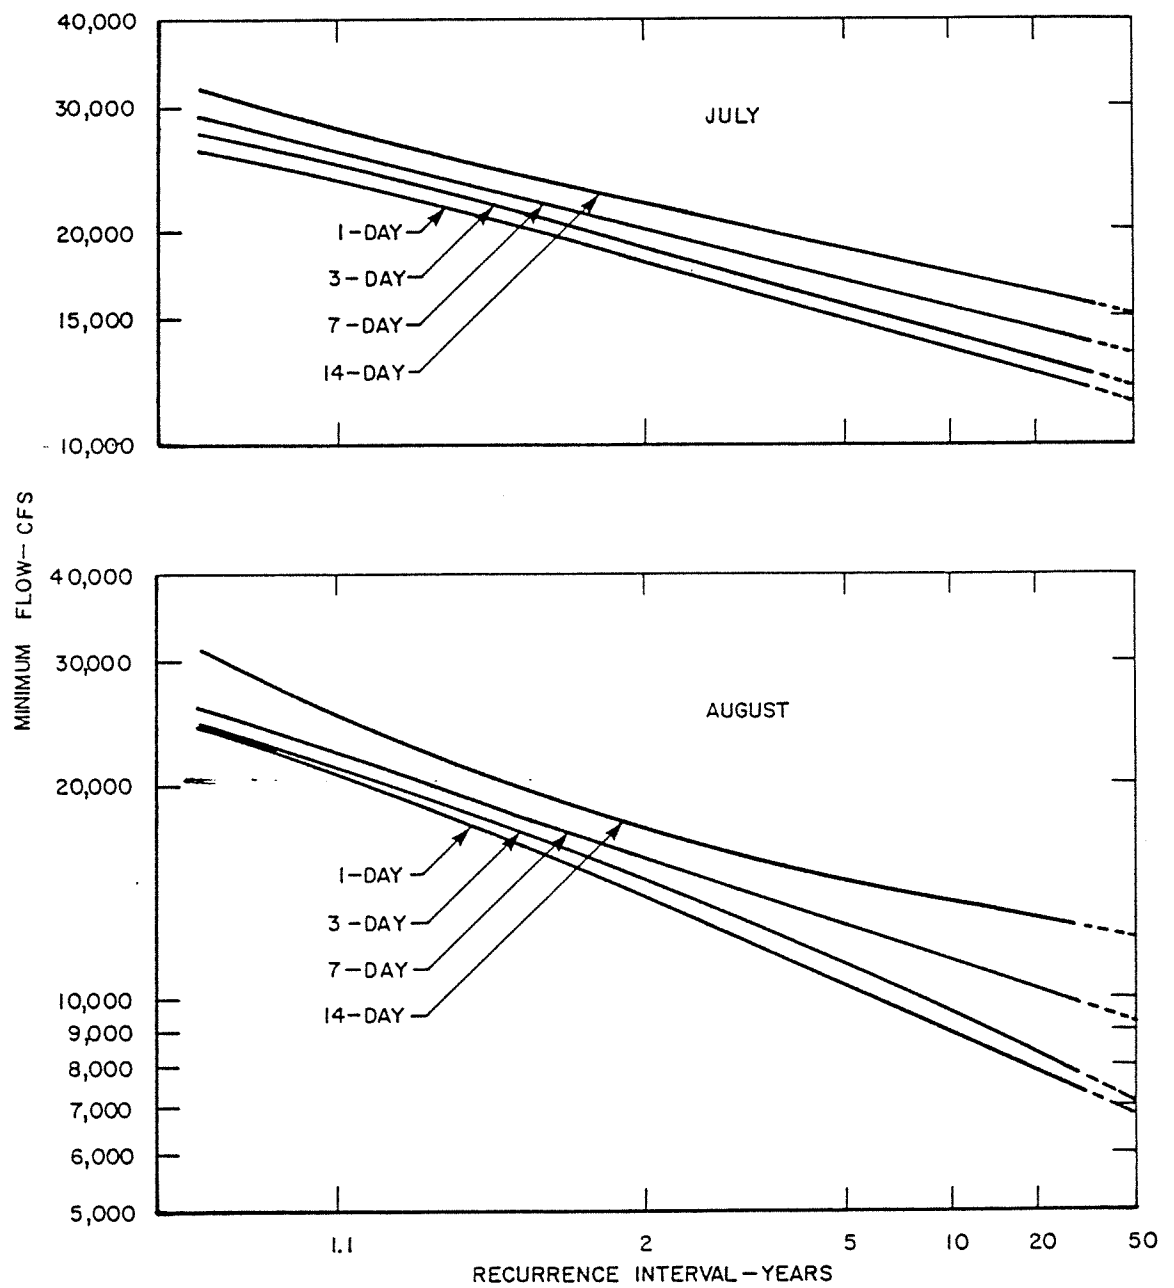 40,000
30,000
20,000
15,000
10,000
JULY
1-DAY
3-DAY
7-DAY
14-DAY
MINIMUM FLOW-CFS
40,000
30,000
20,000
10,000
9,000
8,000
7,000
6,000
5,000
AUGUST
1-DAY
3-DAY
7-DAY
14-DAY
1.1 2 5 10 20 50
RECURRENCE INTERVAL-YEARS